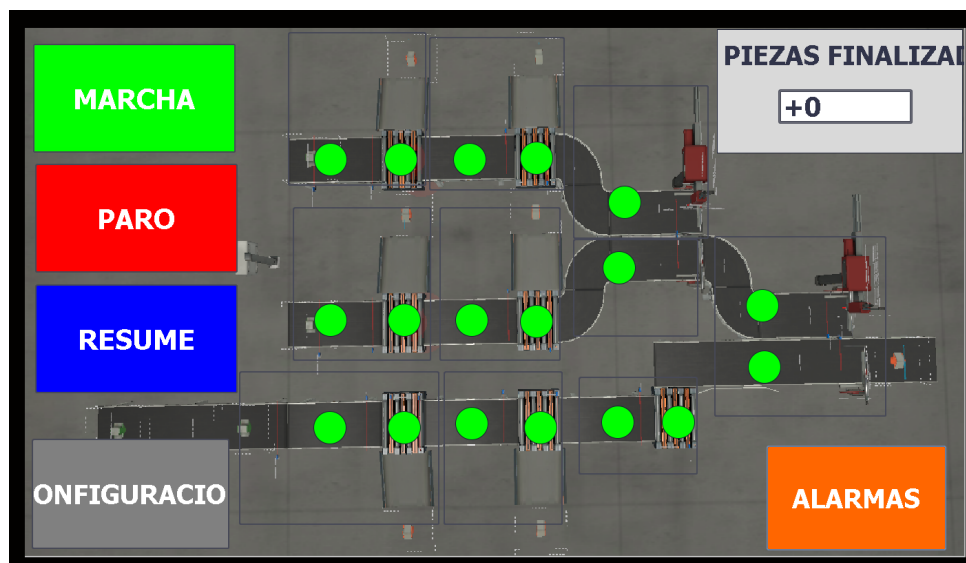 MARCHA
PIEZAS FINALIZAD
+0
PARO
RESUME
ONFIGURACIO
ALARMAS